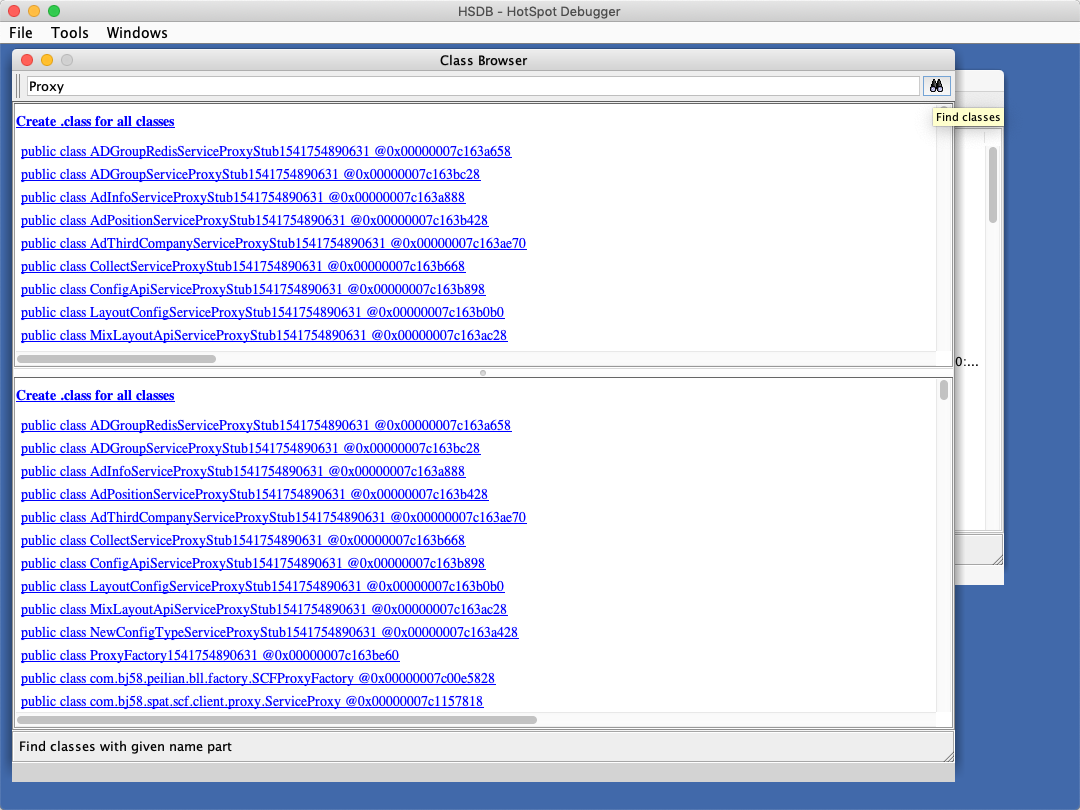 HSDB - HotSpot Debugger
File Tools Windows
Class Browser
Proxy
Find classes
Create .class for all classes
public class ADGroupRedisServiceProxyStub1541754890631 @0x00000007c163a658
public class ADGroupServiceProxyStub1541754890631 @0x00000007c163bc28
public class AdInfoServiceProxyStub1541754890631 @0x00000007c163a888
public class AdPositionServiceProxyStub1541754890631 @0x00000007c163b428
public class AdThirdCompanyServiceProxyStub1541754890631 @0x00000007c163ae70
public class CollectServiceProxyStub1541754890631 @0x00000007c163b668
public class ConfigApiServiceProxyStub1541754890631 @0x00000007c163b898
public class LayoutConfigServiceProxyStub1541754890631 @0x00000007c163b0b0
public class MixLayoutApiServiceProxyStub1541754890631 @0x00000007c163ac28
0:...
Create .class for all classes
public class ADGroupRedisServiceProxyStub1541754890631 @0x00000007c163a658
public class ADGroupServiceProxyStub1541754890631 @0x00000007c163bc28
public class AdInfoServiceProxyStub1541754890631 @0x00000007c163a888
public class AdPositionServiceProxyStub1541754890631 @0x00000007c163b428
public class AdThirdCompanyServiceProxyStub1541754890631 @0x00000007c163ae70
public class CollectServiceProxyStub1541754890631 @0x00000007c163b668
public class ConfigApiServiceProxyStub1541754890631 @0x00000007c163b898
public class LayoutConfigServiceProxyStub1541754890631 @0x00000007c163b0b0
public class MixLayoutApiServiceProxyStub1541754890631 @0x00000007c163ac28
public class NewConfigTypeServiceProxyStub1541754890631 @0x00000007c163a428
public class ProxyFactory1541754890631 @0x00000007c163be60
public class com.bj58.peilian.bll.factory.SCFProxyFactory @0x00000007c00e5828
public class com.bj58.spat.scf.client.proxy.ServiceProxy @0x00000007c1157818
Find classes with given name part